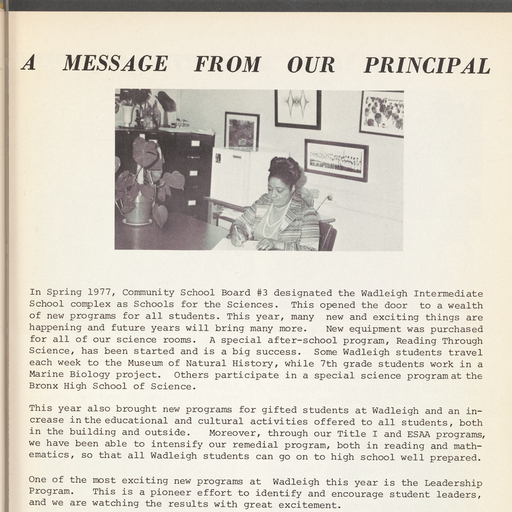 A MESSAGE FROM OUR PRINCIPAL
In Spring 1977, Community School Board #3 designated the Wadleigh Intermediate
School complex as Schools for the Sciences. This opened the door to a wealth
of new programs for all students. This year, many new and exciting things are
happening and future years will bring many more. New equipment was purchased
for all of our science rooms. A special after-school program, Reading Through
Science, has been started and is a big success. Some Wadleigh students travel
each week to the Museum of Natural History, while 7th grade students work in a
Marine Biology project. Others participate in a special science program at the
Bronx High School of Science.
This year also brought new programs for gifted students at Wadleigh and an in-
crease in the educational and cultural activities offered to all students, both
in the building and outside. Moreover, through our Title I and ESAA programs,
we have been able to intensify our remedial program, both in reading and math-
ematics, so that all Wadleigh students can go on to high school well prepared.
One of the most exciting new programs at Wadleigh this year is the Leadership
Program. This is a pioneer effort to identify and encourage student leaders,
and we are watching the results with great excitement.